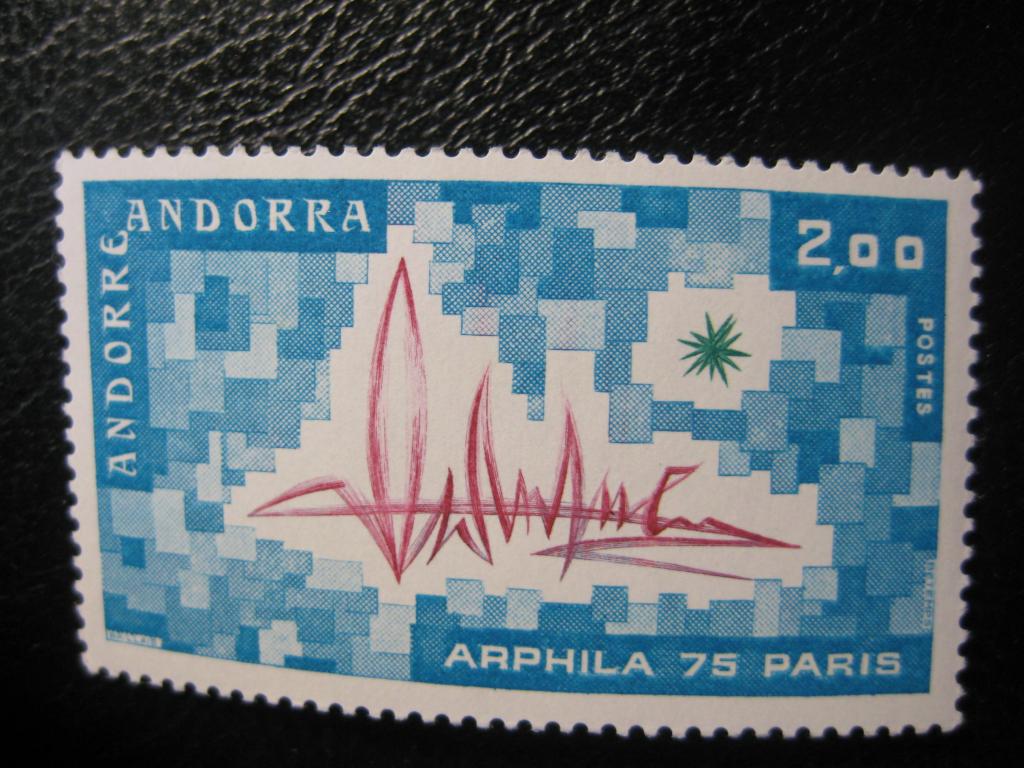 ANDORRA
ANDORRE
2,00
POSTES
ARPHILA 75 PARIS